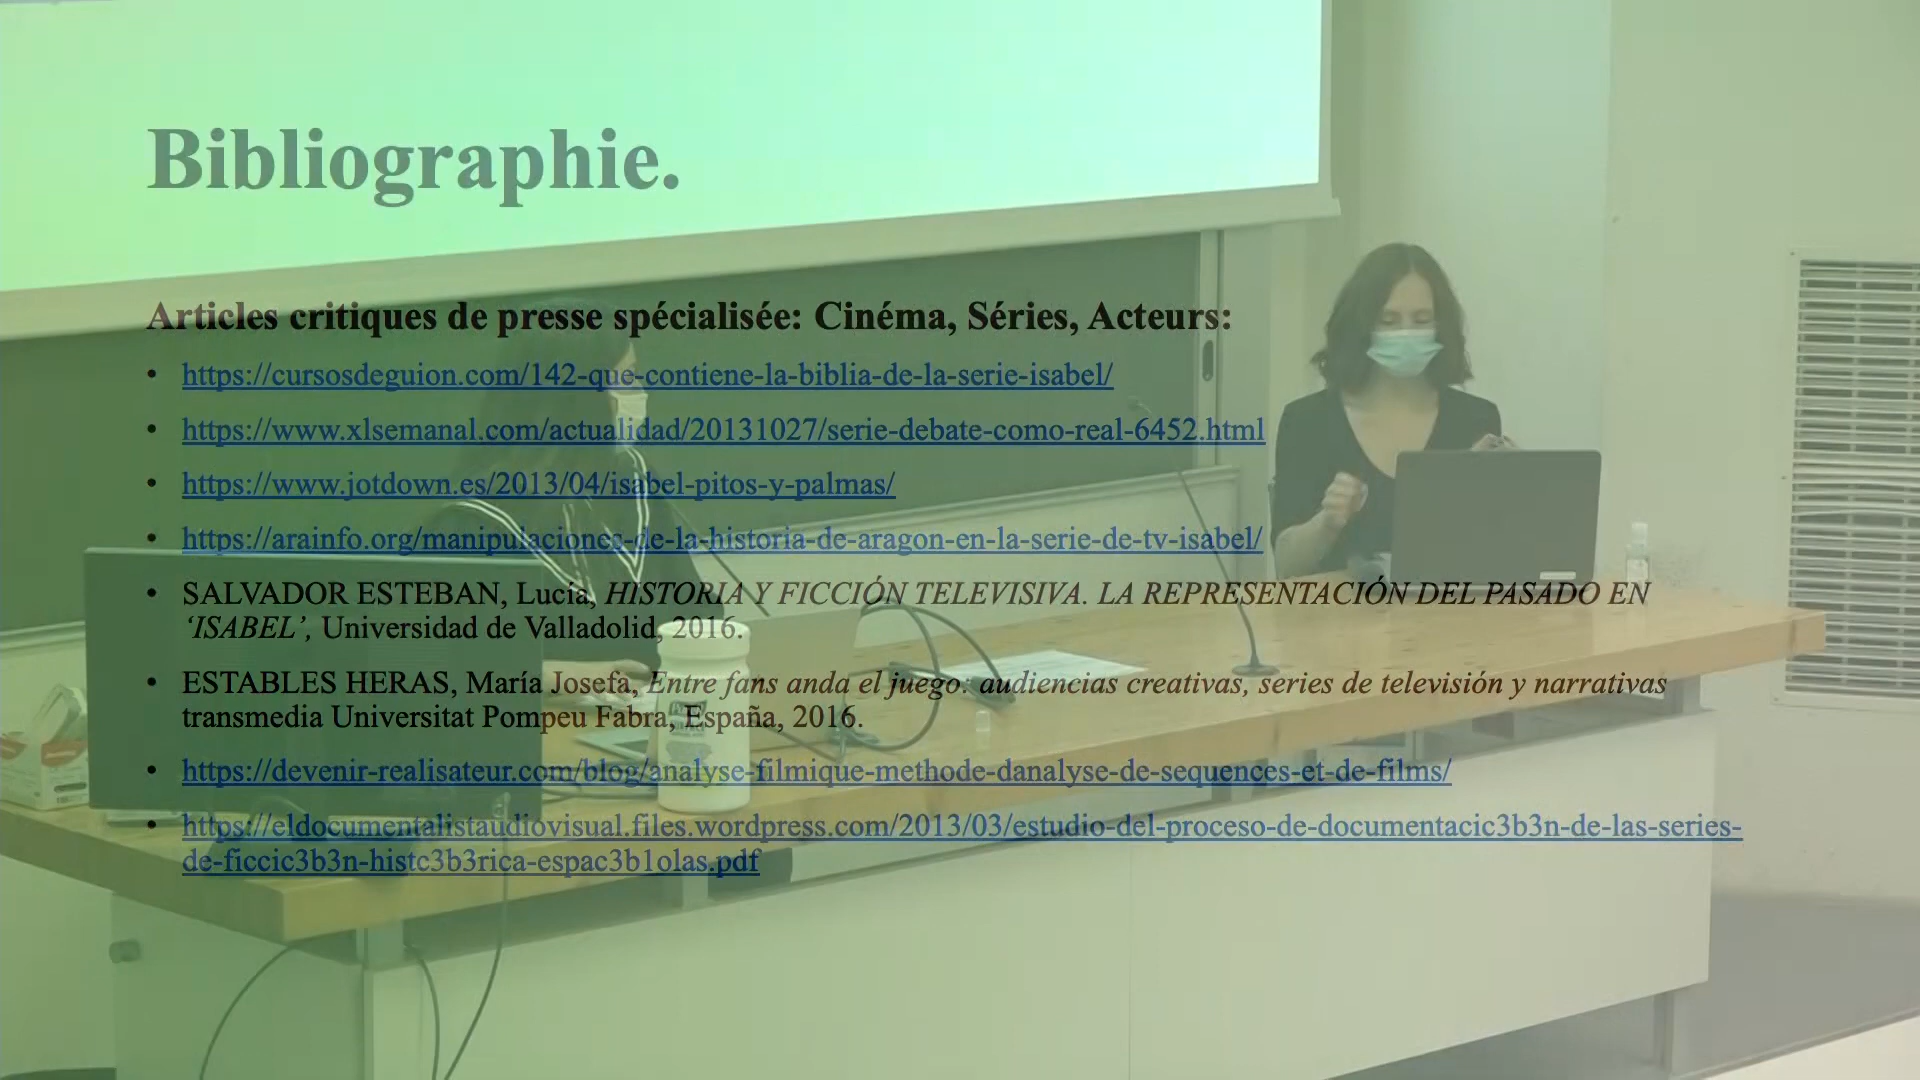 Bibliographie.
Articles critiques de presse spécialisée: Cinéma, Séries, Acteurs:
• https://cursosdeguion.com/142-que-contiene-la-biblia-de-la-serie-isabel/
• https://www.xlsemanal.com/actualidad/20131027/serie-debate-como-real-6452.html
• https://www.jotdown.es/2013/04/isabel-pitos-y-palmas/
• https://arainfo.org/manipulaciones-de-la-historia-de-aragon-en-la-serie-de-tv-isabel/
• SALVADOR ESTEBAN, Lucía, HISTORIA Y FICCIÓN TELEVISIVA. LA REPRESENTACIÓN DEL PASADO EN
‘ISABEL’, Universidad de Valladolid, 2016.
• ESTABLES HERAS, María Josefa, Entre fans anda el juego: audiencias creativas, series de televisión y narrativas
transmedia Universitat Pompeu Fabra, España, 2016.
• https://devenir-realisateur.com/blog/analyse-filmique-methode-danalyse-de-sequences-et-de-films/
• https://eldocumentalistaudiovisual.files.wordpress.com/2013/03/estudio-del-proceso-de-documentacic3b3n-de-las-series-
de-ficcic3b3n-histc3b3rica-espac3b1olas.pdf